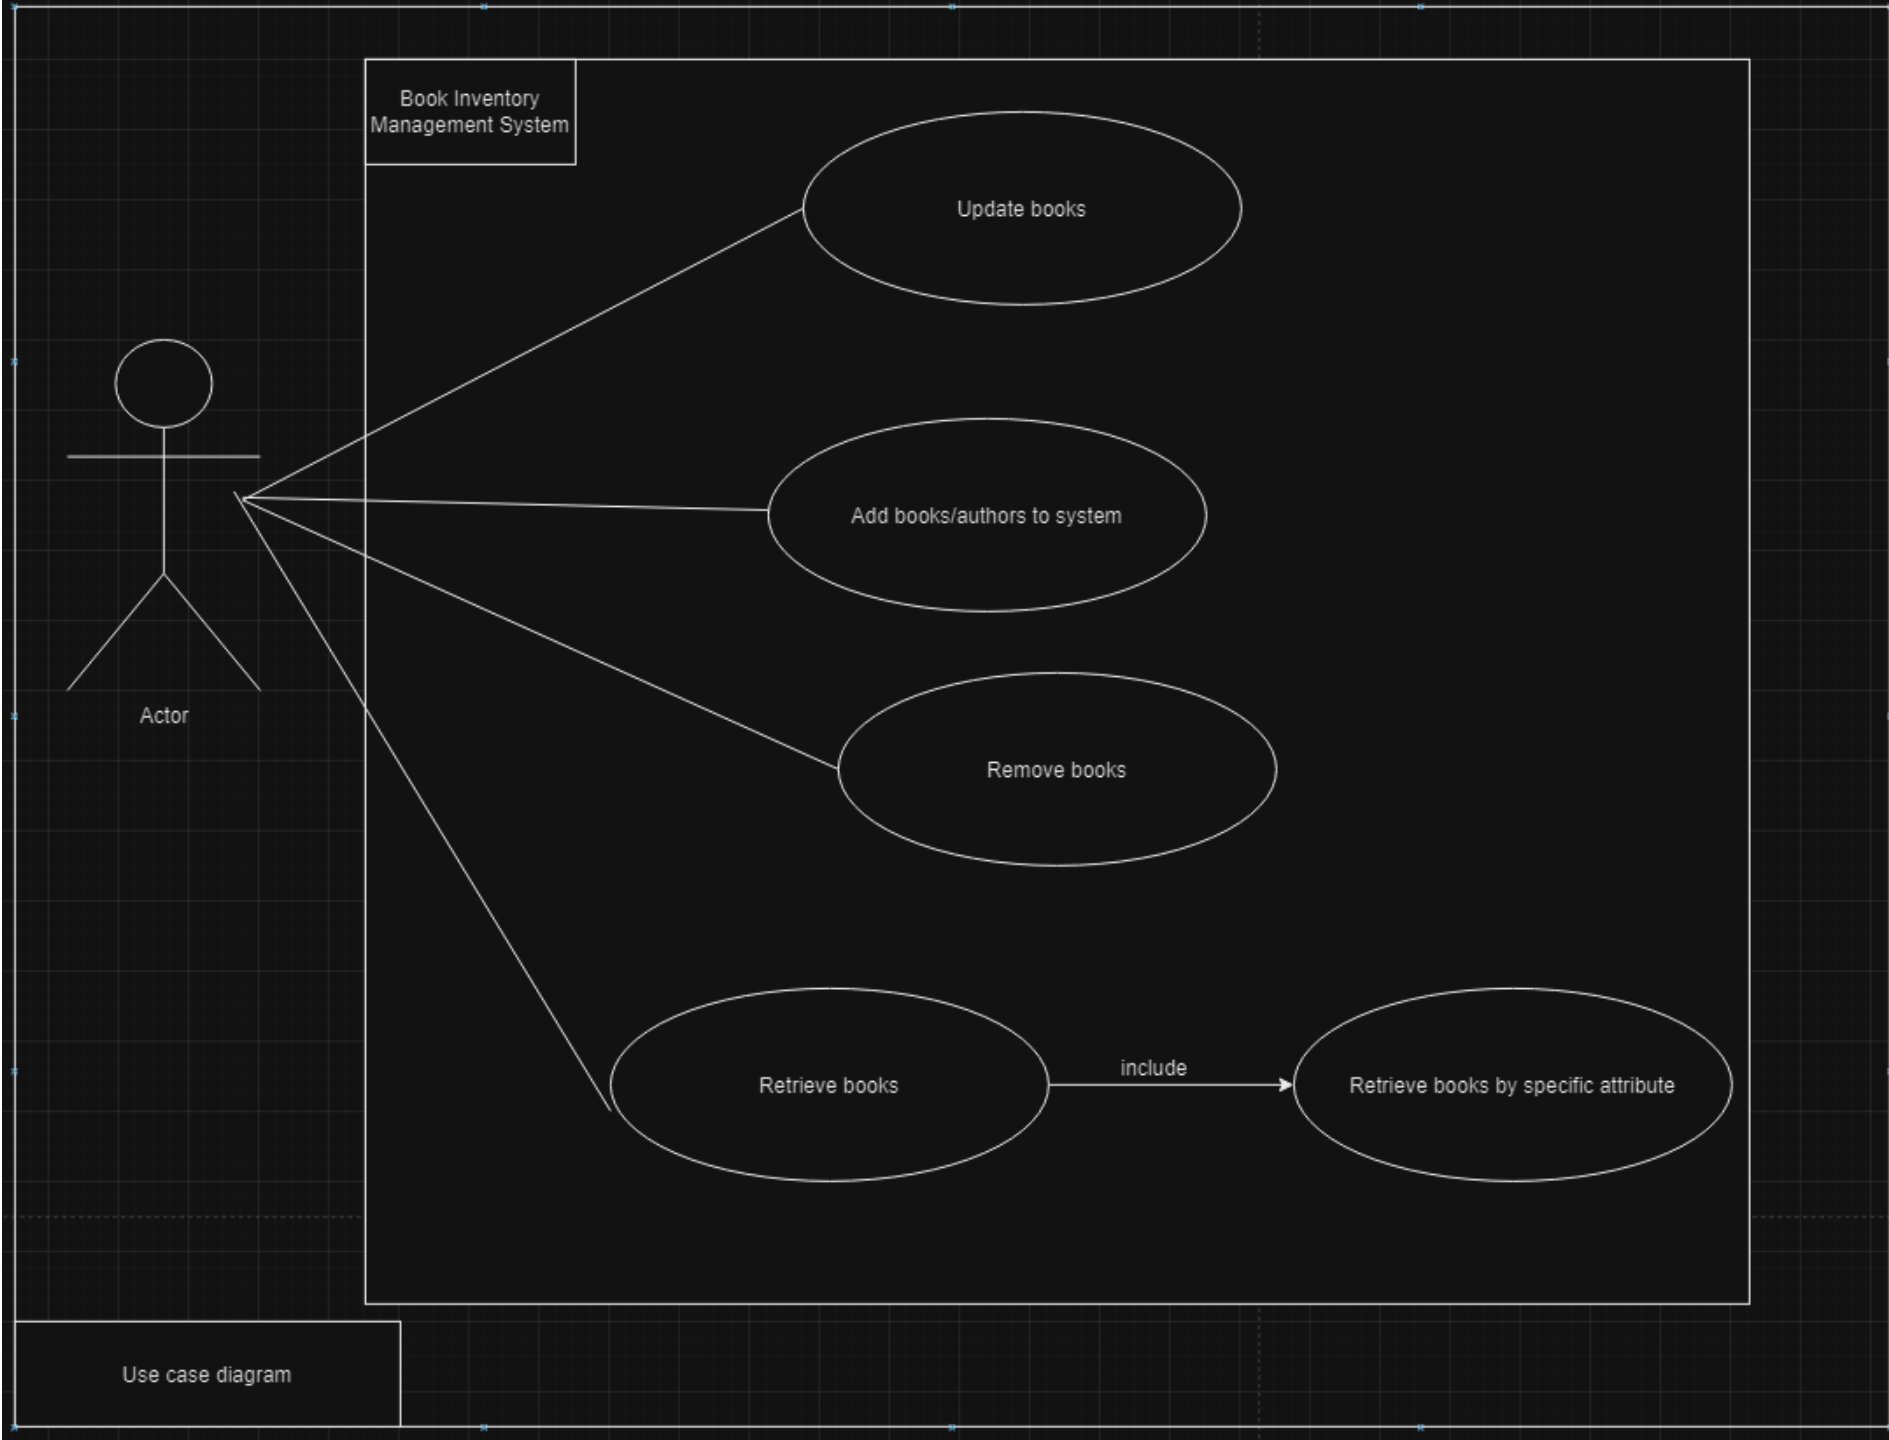 Book Inventory
Management System
Update books
Add books/authors to system
Actor
Remove books
include
Retrieve books
Retrieve books by specific attribute
Use case diagram